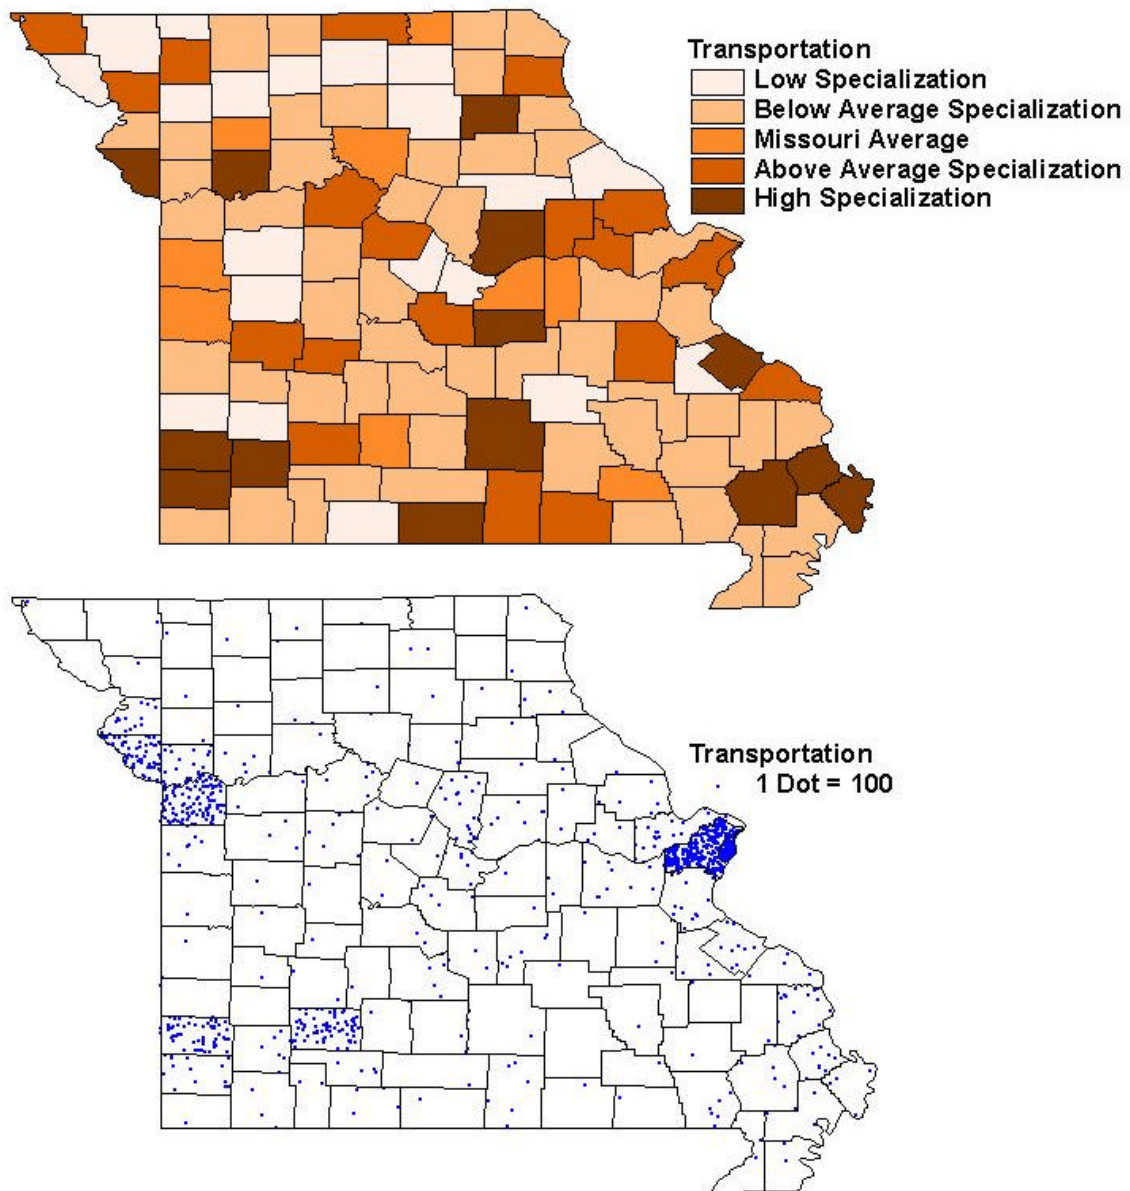 Transportation
Low Specialization
Below Average Specialization
Missouri Average
Above Average Specialization
High Specialization
Transportation
1 Dot = 100